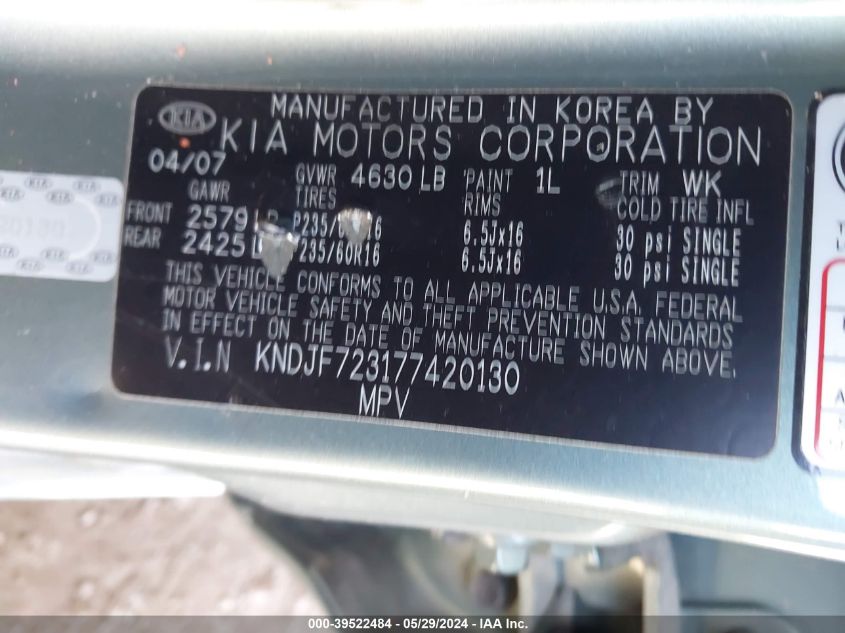 KIA MANUFACTURED IN KOREA BY
KIA MOTORS CORPORATION
04/07 GVWR 4630 LB PAINT 1L TRIM WK
GAWR TIRES RIMS COLD TIRE INFL
FRONT 2579 LB P235/ 16 6.5Jx16 30 psi SINGLE
REAR 2425 235/60R16 6.5Jx16 30 psi SINGLE
THIS VEHICLE CONFORMS TO ALL APPLICABLE U.S.A. FEDERAL
MOTOR VEHICLE SAFETY AND THEFT PREVENTION STANDARDS
IN EFFECT ON THE DATE OF MANUFACTURE SHOWN ABOVE.
V.I.N KNDJF723177420130
MPV
000-39522484 - 05/29/2024 - IAA Inc.